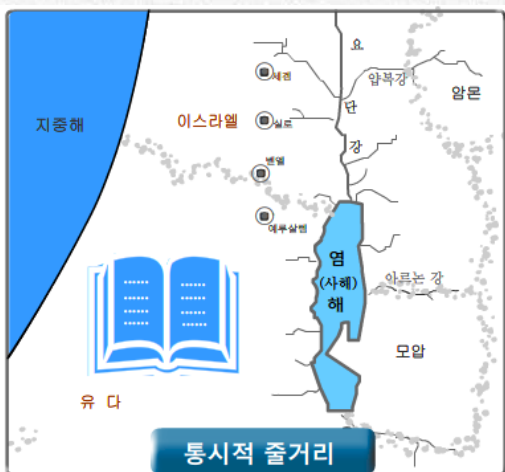 요
단
강
세겜
얍복강
암몬
지중해
이스라엘
실로
벧엘
예루살렘
염
(사해)
해
아르논 강
모압
유 다
통시적 줄거리